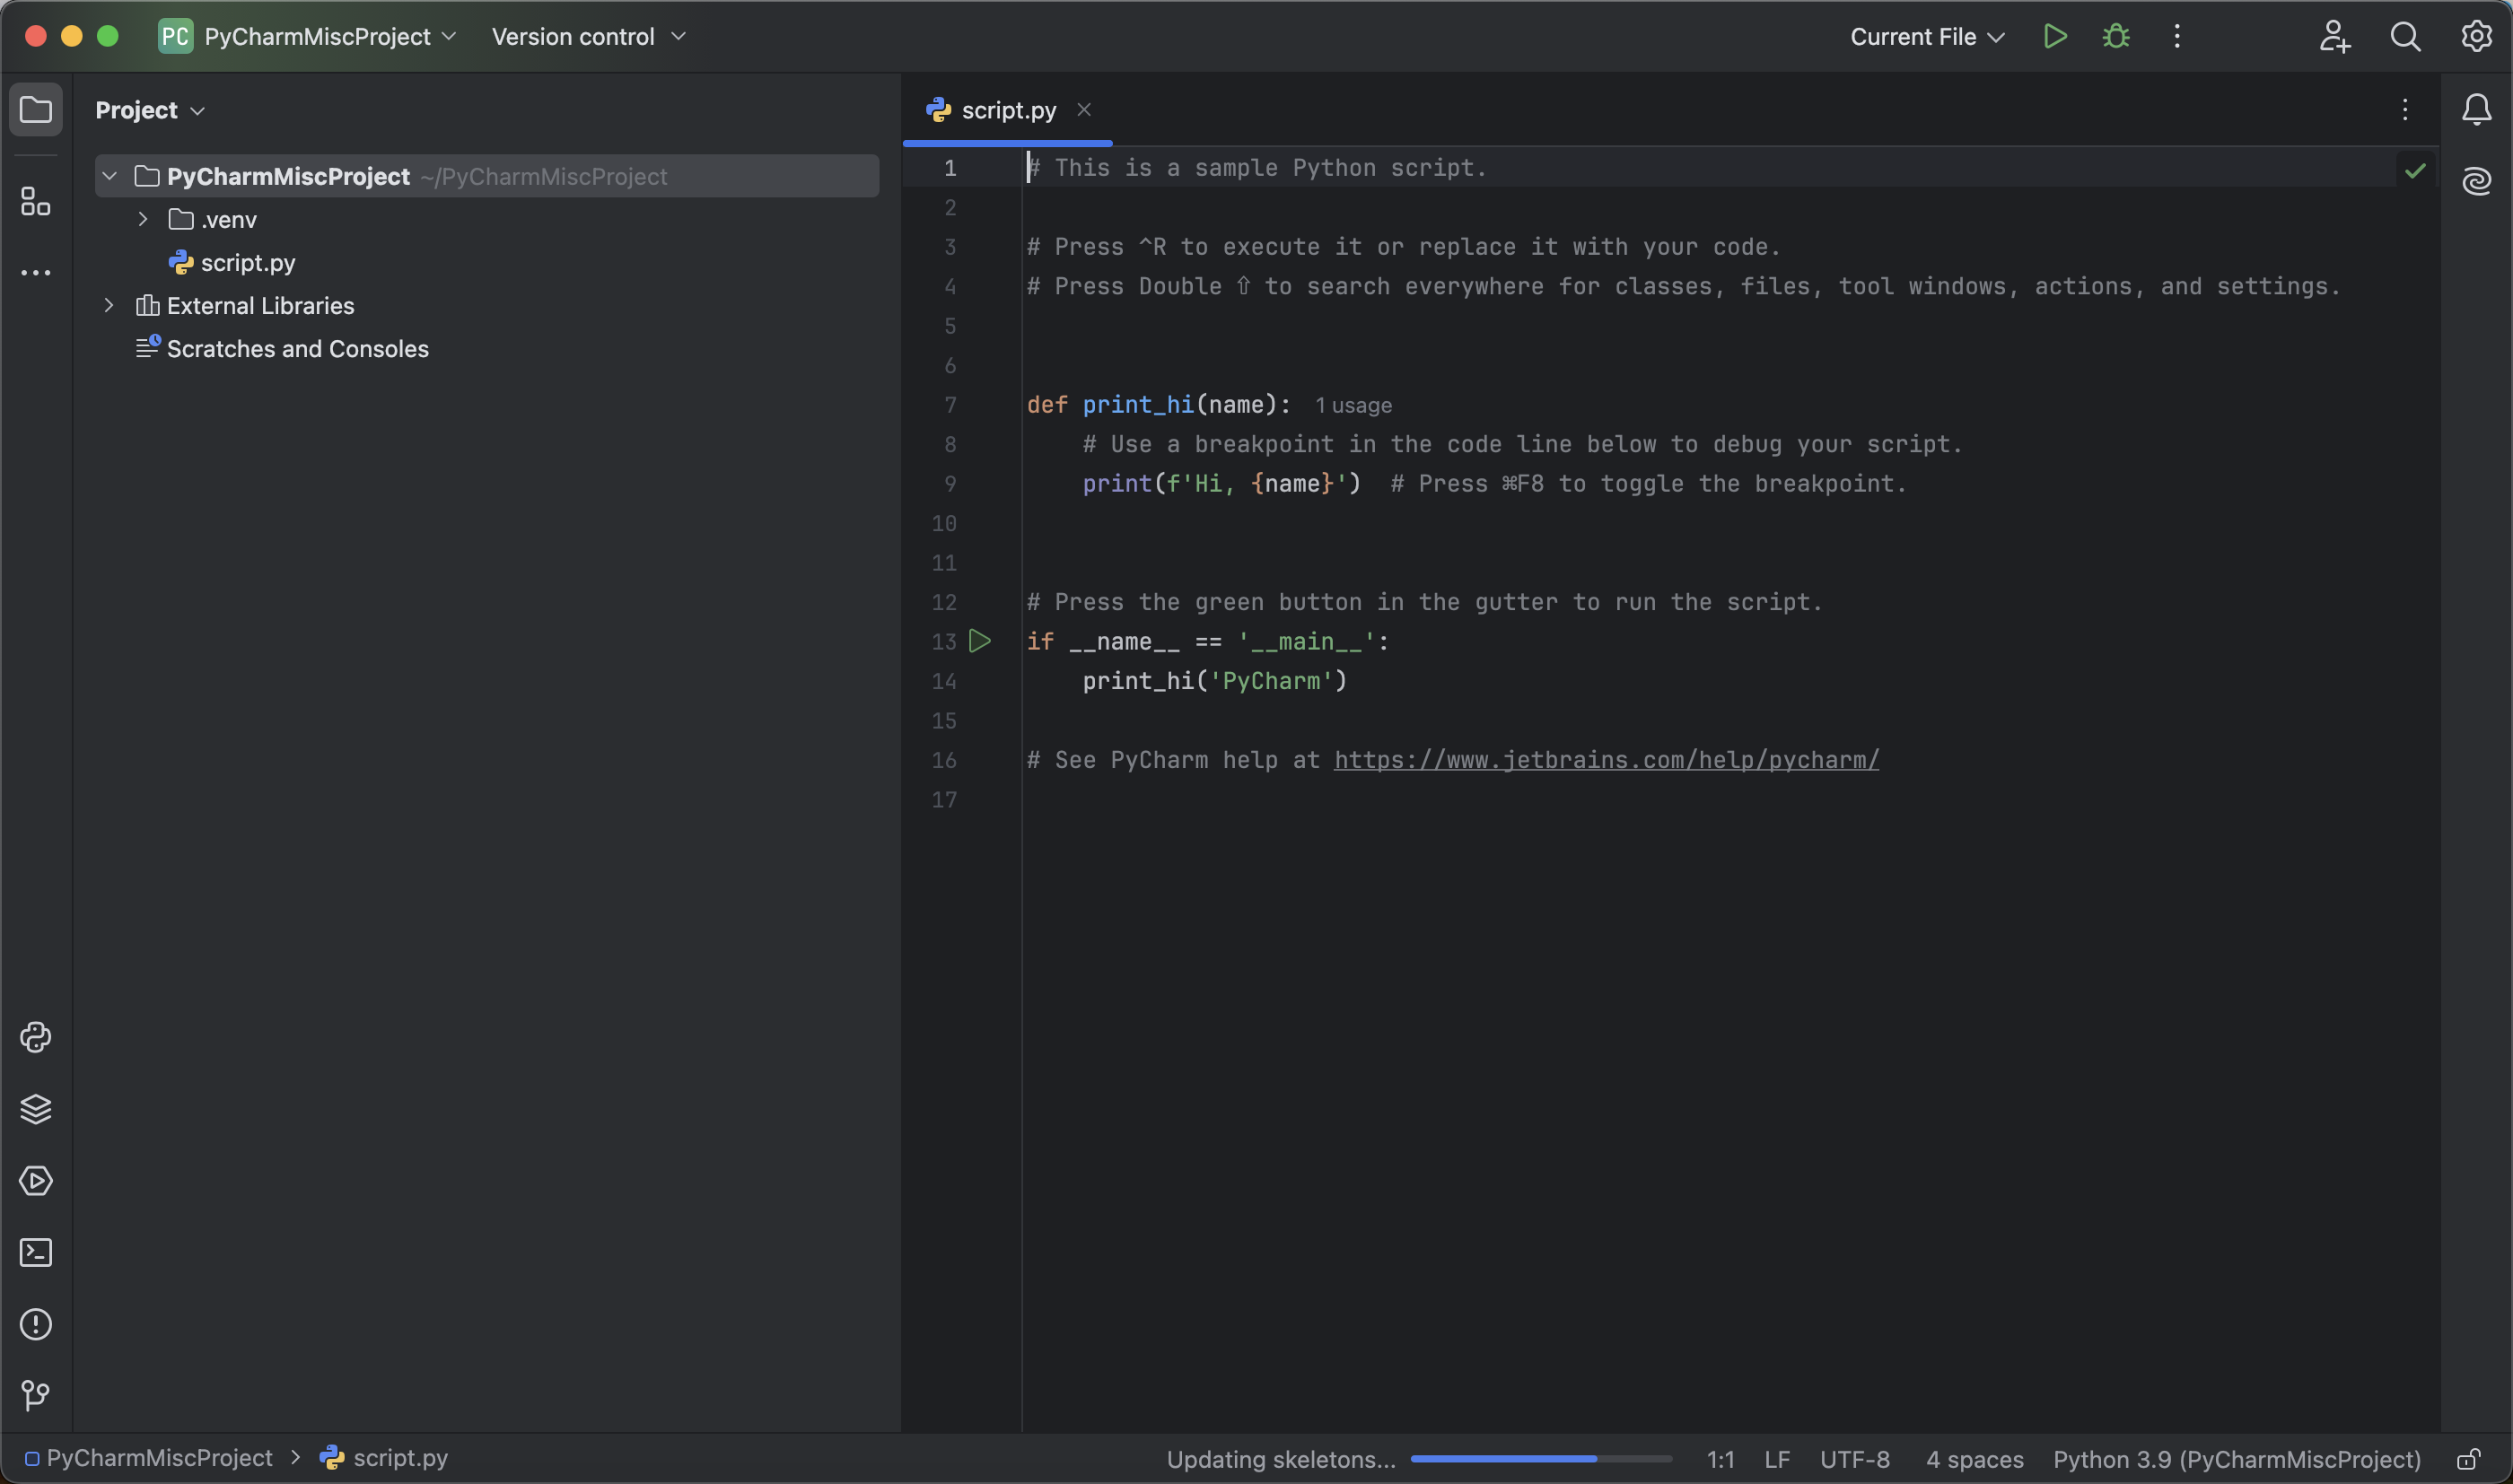 PC PyCharmMiscProject Version control Current File
Project
script.py
PyCharmMiscProject ~/PyCharmMiscProject
.venv
script.py
External Libraries
Scratches and Consoles
1 # This is a sample Python script.
2
3 # Press ^R to execute it or replace it with your code.
4 # Press Double ⇧ to search everywhere for classes, files, tool windows, actions, and settings.
5
6
7 def print_hi(name): 1 usage
8     # Use a breakpoint in the code line below to debug your script.
9     print(f'Hi, {name}')  # Press ⌘F8 to toggle the breakpoint.
10
11
12 # Press the green button in the gutter to run the script.
13 if __name__ == '__main__':
14     print_hi('PyCharm')
15
16 # See PyCharm help at https://www.jetbrains.com/help/pycharm/
17
PyCharmMiscProject > script.py Updating skeletons... 1:1 LF UTF-8 4 spaces Python 3.9 (PyCharmMiscProject)